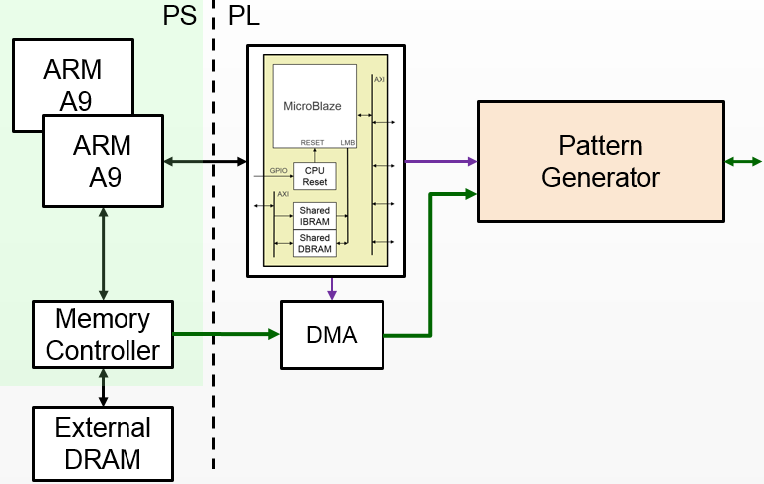 PS
PL
ARM
A9
ARM
A9
MicroBlaze
AXI
RESET
LMB
GPIO
CPU
Reset
AXI
Shared
IBRAM
Shared
DBRAM
Pattern
Generator
Memory
Controller
DMA
External
DRAM